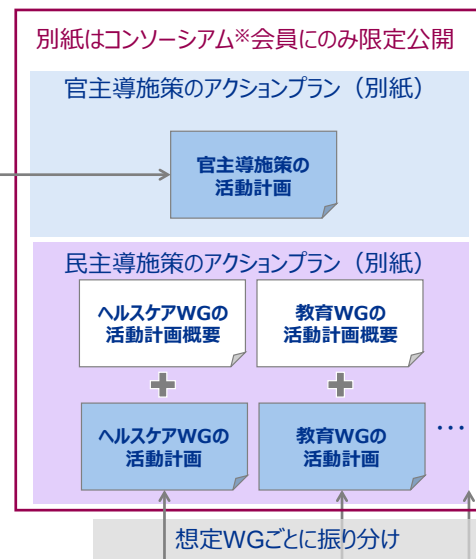 別紙はコンソーシアム※会員にのみ限定公開
官主導施策のアクションプラン（別紙）
官主導施策の
活動計画
民主導施策のアクションプラン（別紙）
ヘルスケアWGの
活動計画概要
教育WGの
活動計画概要
ヘルスケアWGの
活動計画
教育WGの
活動計画
…
想定WGごとに振り分け